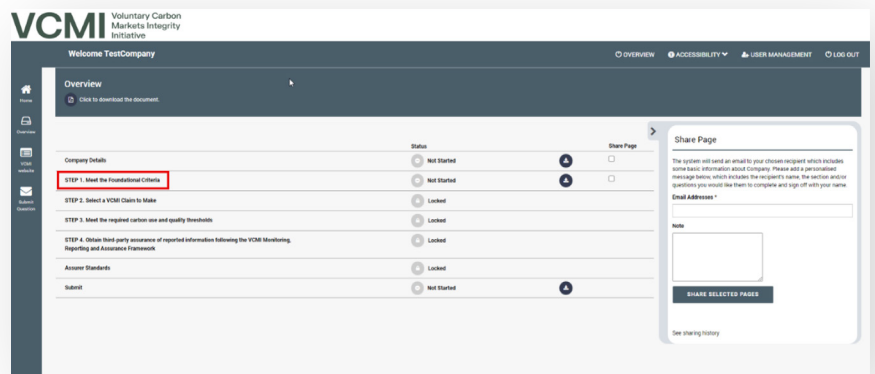 VCMI
Voluntary Carbon
Markets Integrity
Initiative
Welcome TestCompany
OVERVIEW
ACCESSIBILITY
USER MANAGEMENT
LOG OUT
Home
Overview
VCMI
website
Submit
Question
Overview
Click to download the document.
Status
Share Page
Company Details
Not Started
STEP 1. Meet the Foundational Criteria
Not Started
STEP 2. Select a VCMI Claim to Make
Locked
STEP 3. Meet the required carbon use and quality thresholds
Locked
STEP 4. Obtain third-party assurance of reported information following the VCMI Monitoring,
Reporting and Assurance Framework
Locked
Assurer Standards
Locked
Submit
Not Started
Share Page
The system will send an email to your chosen recipient which includes
some basic information about Company. Please add a personalised
message below, which includes the recipient's name, the section and/or
questions you would like them to complete and sign off with your name.
Email Addresses *
Note
SHARE SELECTED PAGES
See sharing history